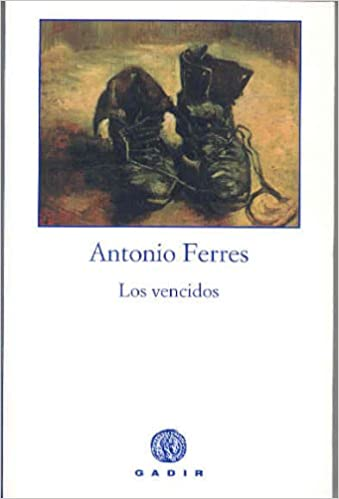 Antonio Ferres
Los vencidos
GADIR